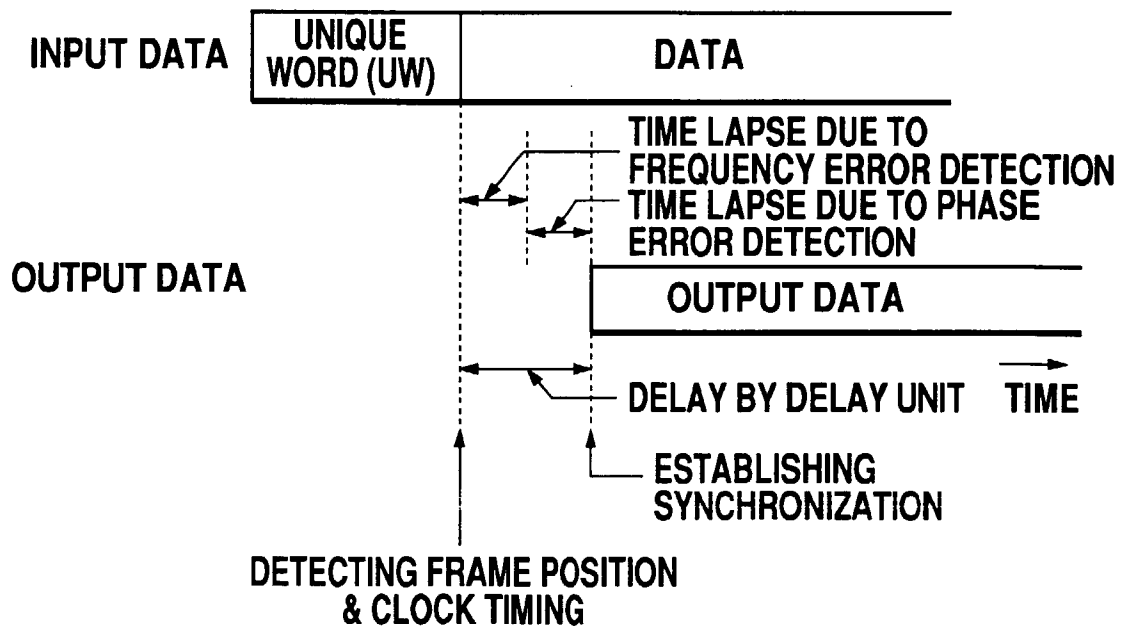 INPUT DATA
UNIQUE
WORD (UW)
DATA
TIME LAPSE DUE TO
FREQUENCY ERROR DETECTION
TIME LAPSE DUE TO PHASE
ERROR DETECTION
OUTPUT DATA
OUTPUT DATA
DELAY BY DELAY UNIT
TIME
ESTABLISHING
SYNCHRONIZATION
DETECTING FRAME POSITION
& CLOCK TIMING